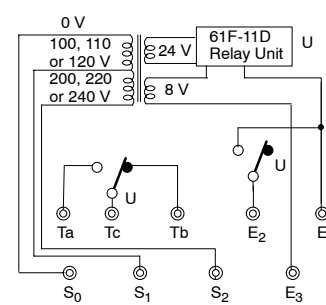 0 V
100, 110
or 120 V
200, 220
or 240 V
24 V
8 V
61F-11D
Relay Unit
U
U
U
Ta
Tc
Tb
E2
E
S0
S1
S2
E3